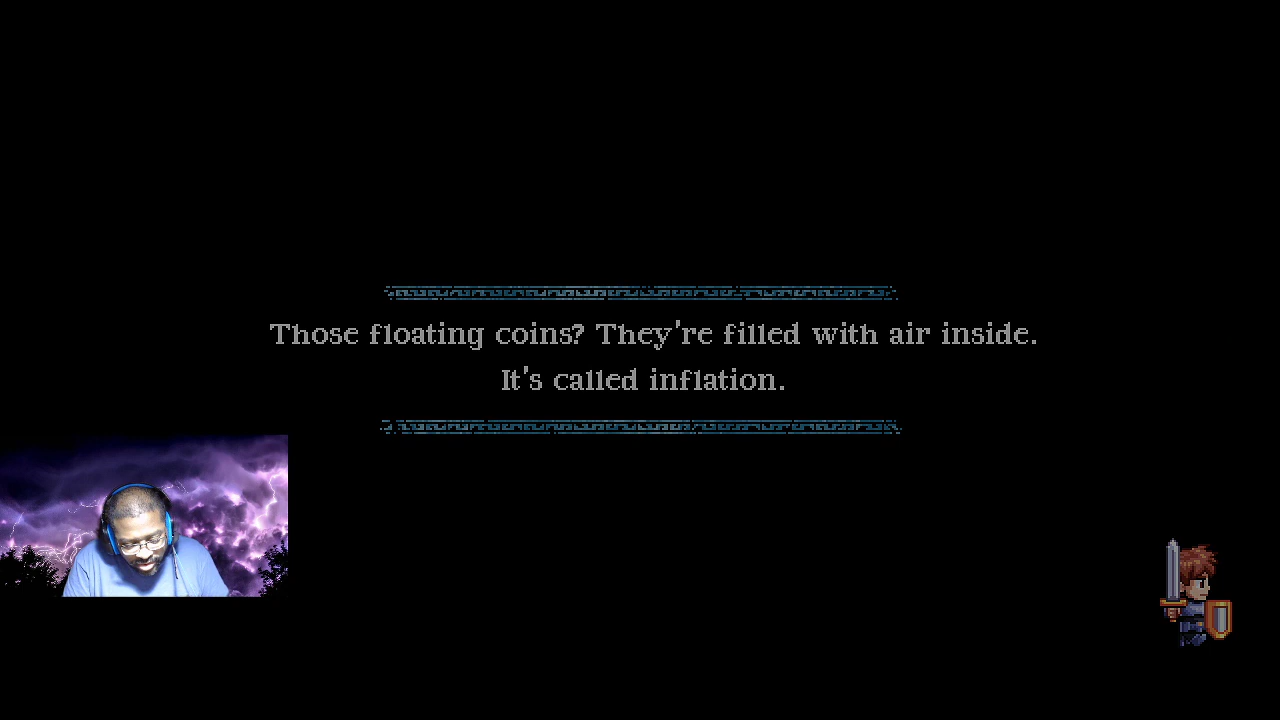 Those floating coins? They're filled with air inside.
It's called inflation.